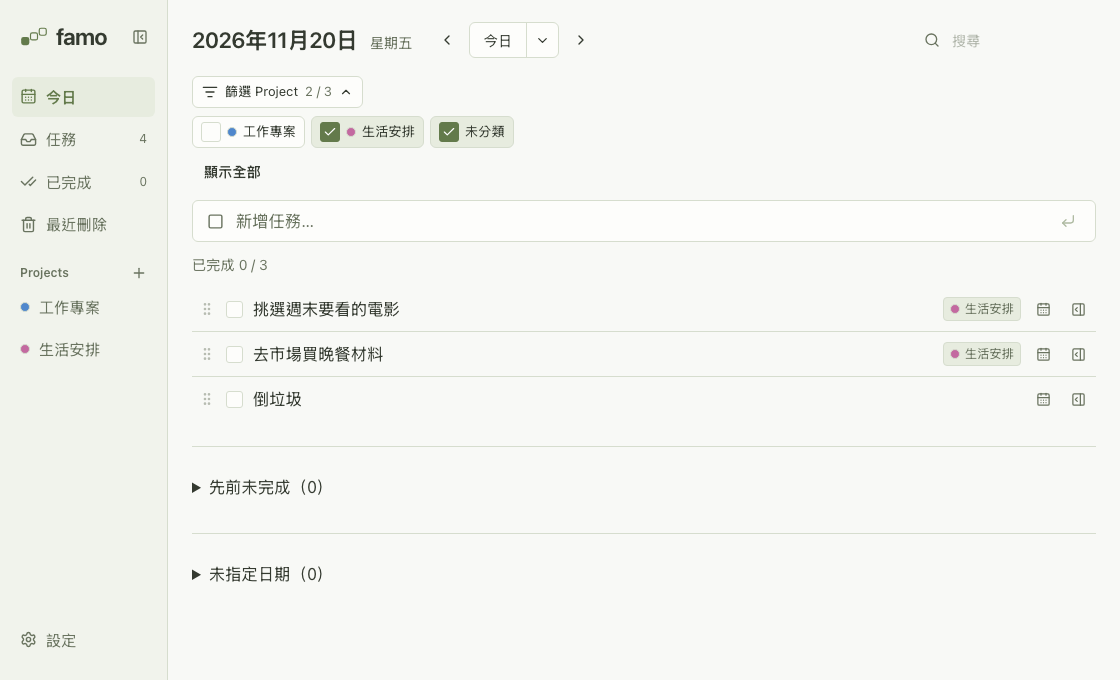 famo
今日
任務 4
已完成 0
最近刪除
Projects
工作專案
生活安排
設定
2026年11月20日 星期五 今日 搜尋
篩選 Project 2 / 3
工作專案 生活安排 未分類
顯示全部
新增任務...
已完成 0 / 3
挑選週末要看的電影 生活安排
去市場買晚餐材料 生活安排
倒垃圾
先前未完成（0）
未指定日期（0）